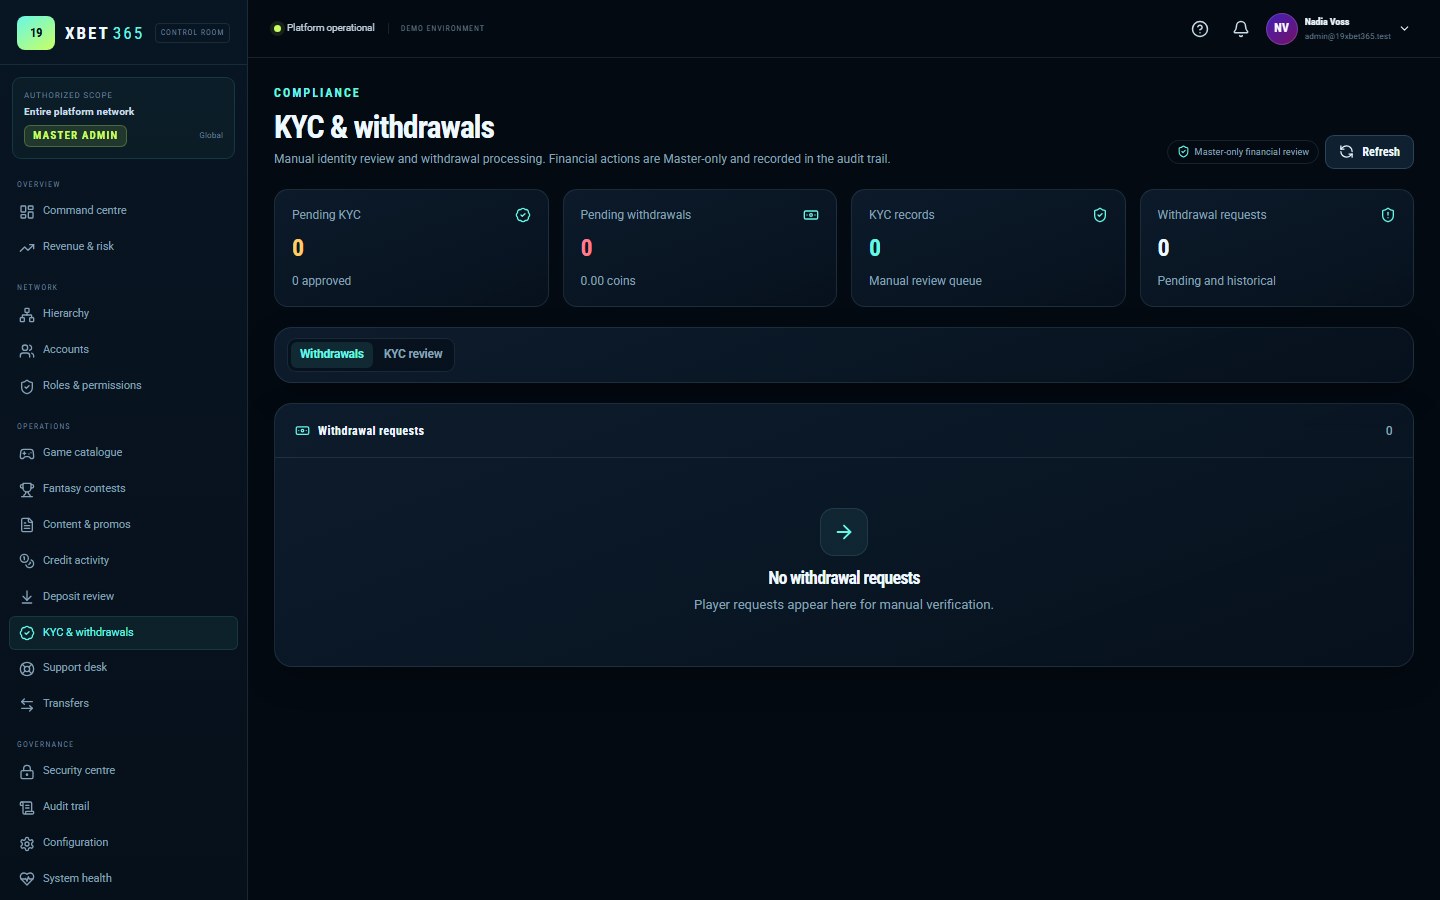 19 XBET 365 CONTROL ROOM
AUTHORIZED SCOPE
Entire platform network
MASTER ADMIN Global
OVERVIEW
Command centre
Revenue & risk
NETWORK
Hierarchy
Accounts
Roles & permissions
OPERATIONS
Game catalogue
Fantasy contests
Content & promos
Credit activity
Deposit review
KYC & withdrawals
Support desk
Transfers
GOVERNANCE
Security centre
Audit trail
Configuration
System health
Platform operational DEMO ENVIRONMENT
NV Nadia Voss
admin@19xbet365.test
COMPLIANCE
KYC & withdrawals
Manual identity review and withdrawal processing. Financial actions are Master-only and recorded in the audit trail.
Master-only financial review Refresh
Pending KYC
0
0 approved
Pending withdrawals
0
0.00 coins
KYC records
0
Manual review queue
Withdrawal requests
0
Pending and historical
Withdrawals KYC review
Withdrawal requests 0
No withdrawal requests
Player requests appear here for manual verification.